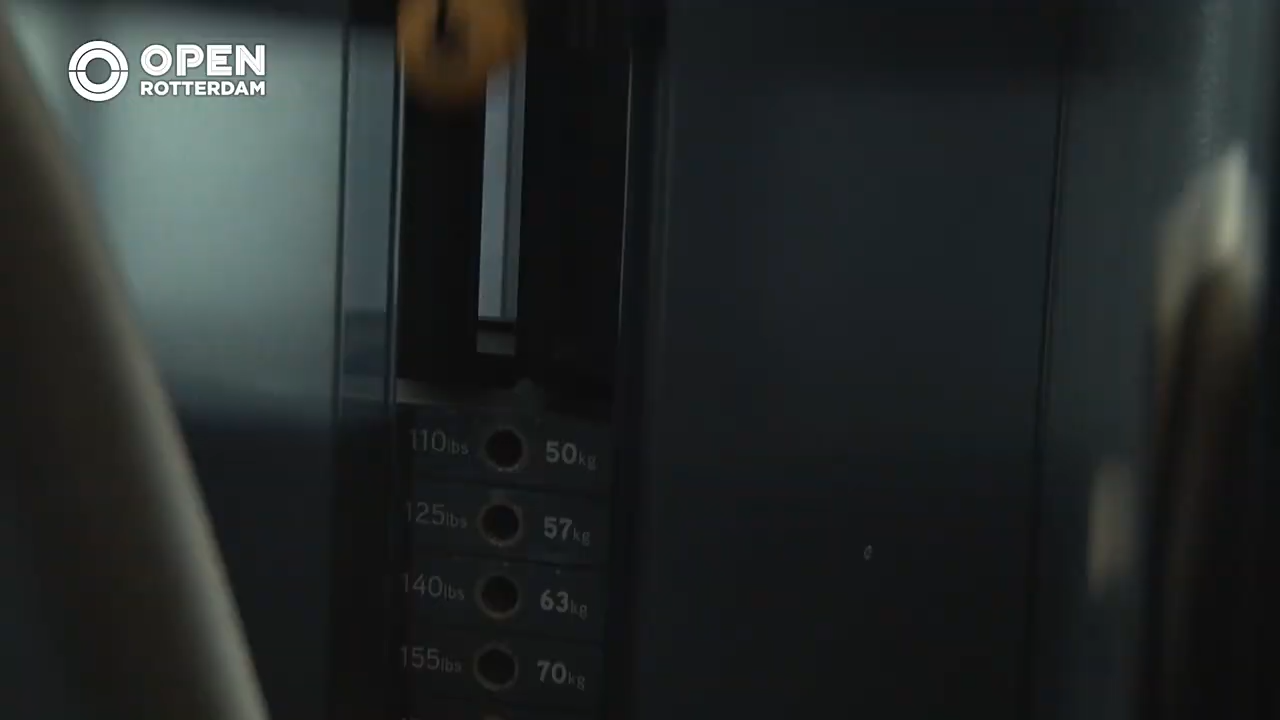 OPEN
ROTTERDAM
110lbs 50kg
125lbs 57kg
140lbs 63kg
155lbs 70kg